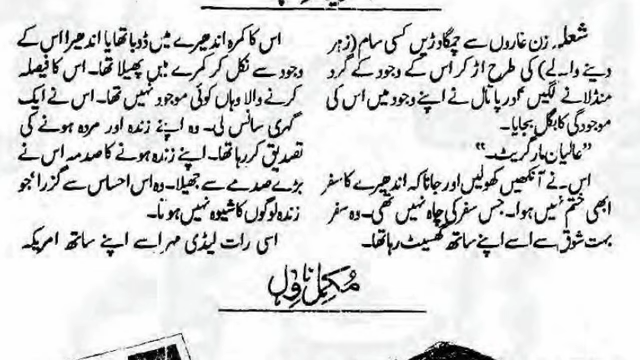 شعلہ زن غاروں سے چمگادڑیں کسی سام (زہر
دینے والے) کی طرح اڑ کر اس کے وجود کے گرد
منڈلانے لگیں عمودر پاتال نے اپنے وجود میں اس کی
موجودگی کا بگل بجایا۔
”عالیان مارگریٹ۔“
اس نے آنکھیں کھولیں اور جانا کہ اندھیرے کا سفر
ابھی ختم نہیں ہوا۔ جس سفر کی چاہ نہیں تھی۔ وہ سفر
بہت شوق سے اسے اپنے ساتھ گھسیٹ رہا تھا۔
اس کا کمرہ اندھیرے میں ڈوبا تھا یا اندھیرا اس کے
وجود سے نکل کر کمرے میں پھیلا تھا۔ اس کا فیصلہ
کرنے والا وہاں کوئی موجود نہیں تھا۔ اس نے ایک
گہری سانس لی۔ وہ اپنے زندہ اور مردہ ہونے کی
تصدیق کر رہا تھا۔ اپنے زندہ ہونے کا صدمہ اس نے
بڑے صدمے سے جھیلا۔ وہ اس احساس سے گزرا جو
زندہ لوگوں کا شیوہ نہیں ہوتا۔
اسی رات لیڈی مہر اسے اپنے ساتھ امریکہ
مکمل ناول